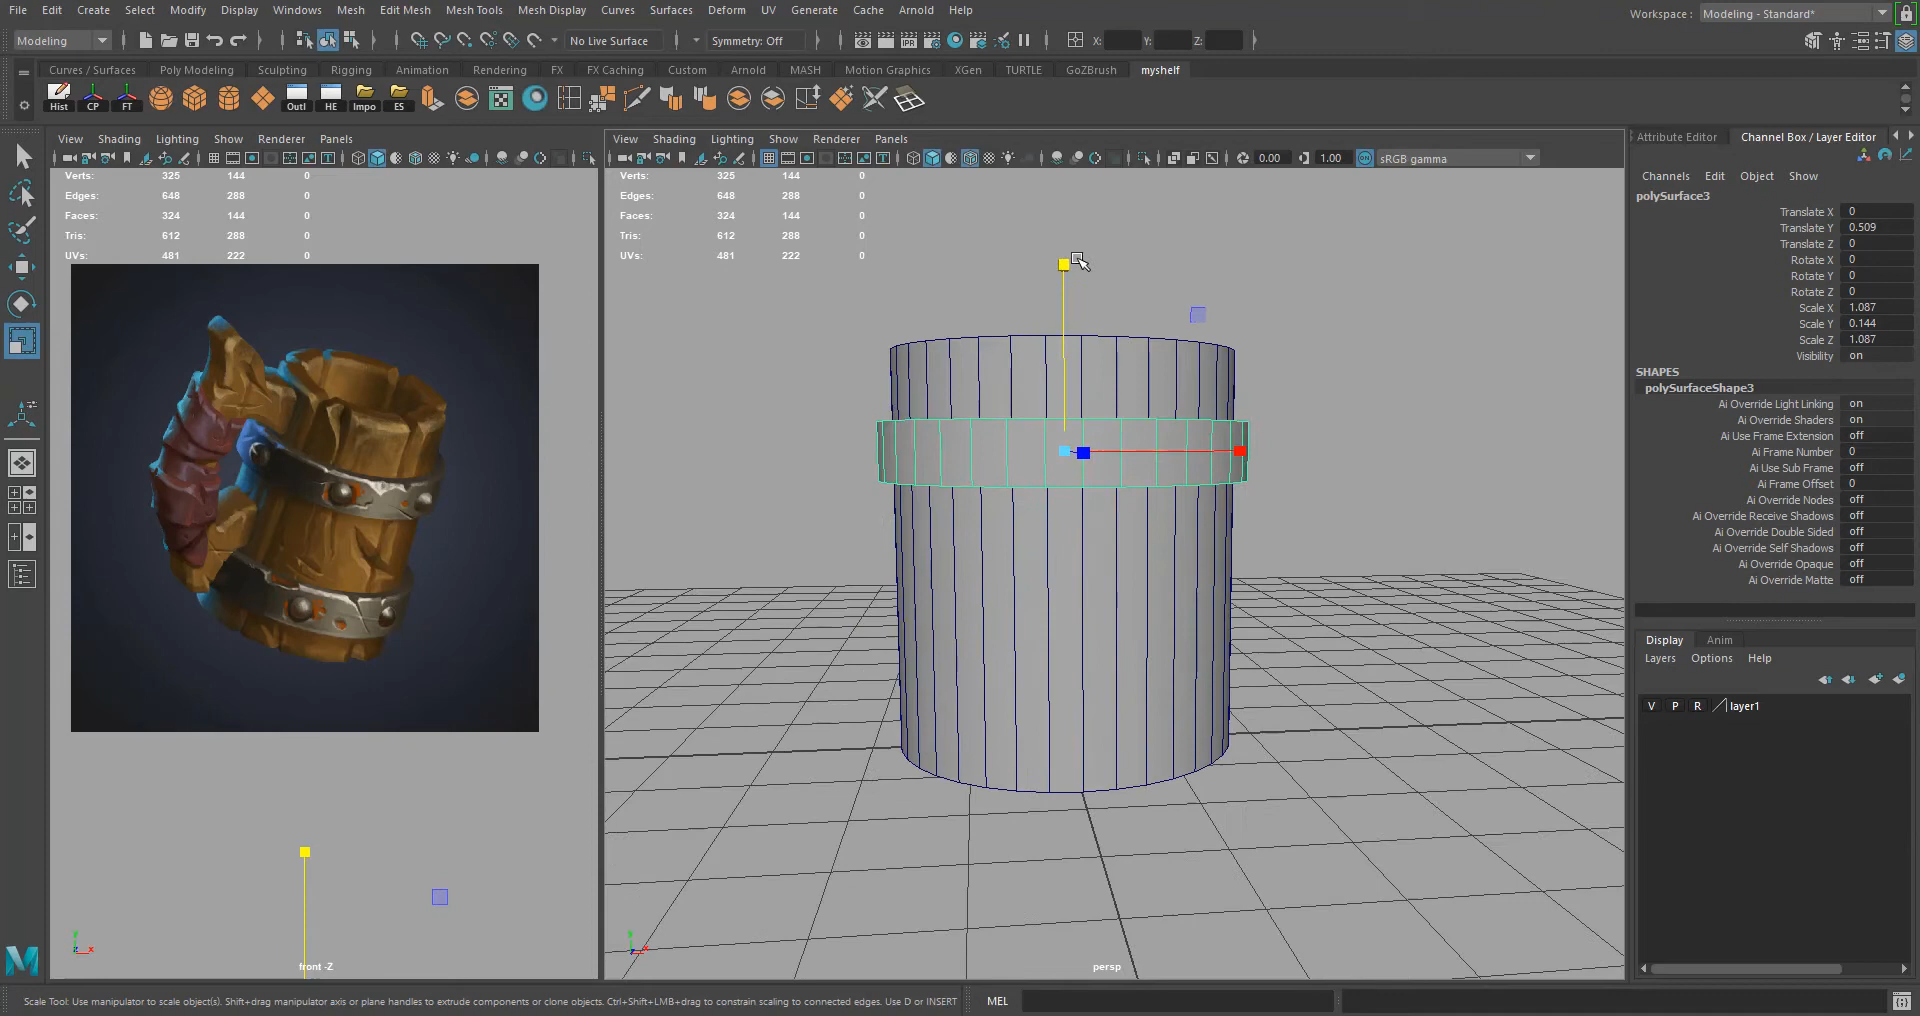 File Edit Create Select Modify Display Windows Mesh Edit Mesh Mesh Tools Mesh Display Curves Surfaces Deform UV Generate Cache Arnold Help
Workspace : Modeling - Standard*
Modeling No Live Surface Symmetry: Off X: Y: Z:
Curves / Surfaces Poly Modeling Sculpting Rigging Animation Rendering FX FX Caching Custom Arnold MASH Motion Graphics XGen TURTLE GoZBrush myshelf
Hist CP FT Outl HE Impo ES
View Shading Lighting Show Renderer Panels
View Shading Lighting Show Renderer Panels
Attribute Editor Channel Box / Layer Editor
0.00 1.00 ON sRGB gamma
Verts: 325 144 0
Edges: 648 288 0
Faces: 324 144 0
Tris: 612 288 0
UVs: 481 222 0
Verts: 325 144 0
Edges: 648 288 0
Faces: 324 144 0
Tris: 612 288 0
UVs: 481 222 0
front -Z
persp
Channels Edit Object Show
polySurface3
Translate X 0
Translate Y 0.509
Translate Z 0
Rotate X 0
Rotate Y 0
Rotate Z 0
Scale X 1.087
Scale Y 0.144
Scale Z 1.087
Visibility on
SHAPES
polySurfaceShape3
Ai Override Light Linking on
Ai Override Shaders on
Ai Use Frame Extension off
Ai Frame Number 0
Ai Use Sub Frame off
Ai Frame Offset 0
Ai Override Nodes off
Ai Override Receive Shadows off
Ai Override Double Sided off
Ai Override Self Shadows off
Ai Override Opaque off
Ai Override Matte off
Display Anim
Layers Options Help
V P R layer1
Scale Tool: Use manipulator to scale object(s). Shift+drag manipulator axis or plane handles to extrude components or clone objects. Ctrl+Shift+LMB+drag to constrain scaling to connected edges. Use D or INSERT
MEL